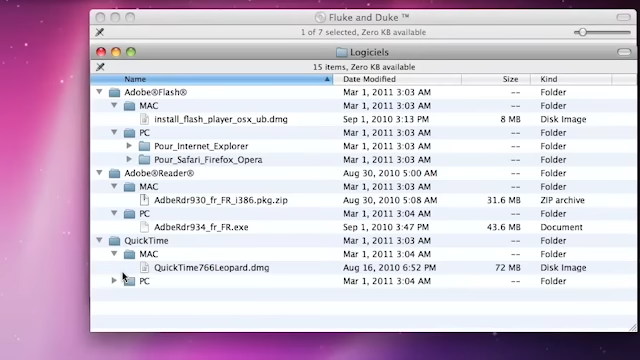 Fluke and Duke ™
1 of 7 selected, Zero KB available
Logiciels
15 items, Zero KB available
Name Date Modified Size Kind
Adobe®Flash® Mar 1, 2011 3:03 AM -- Folder
MAC Mar 1, 2011 3:03 AM -- Folder
install_flash_player_osx_ub.dmg Sep 1, 2010 3:13 PM 8 MB Disk Image
PC Mar 1, 2011 3:03 AM -- Folder
Pour_Internet_Explorer Mar 1, 2011 3:03 AM -- Folder
Pour_Safari_Firefox_Opera Mar 1, 2011 3:03 AM -- Folder
Adobe®Reader® Aug 30, 2010 5:00 AM -- Folder
MAC Mar 1, 2011 3:03 AM -- Folder
AdbeRdr930_fr_FR_i386.pkg.zip Aug 30, 2010 5:08 AM 31.6 MB ZIP archive
PC Mar 1, 2011 3:04 AM -- Folder
AdbeRdr934_fr_FR.exe Sep 1, 2010 3:47 PM 43.6 MB Document
QuickTime Mar 1, 2011 3:03 AM -- Folder
MAC Mar 1, 2011 3:04 AM -- Folder
QuickTime766Leopard.dmg Aug 16, 2010 6:52 PM 72 MB Disk Image
PC Mar 1, 2011 3:04 AM -- Folder